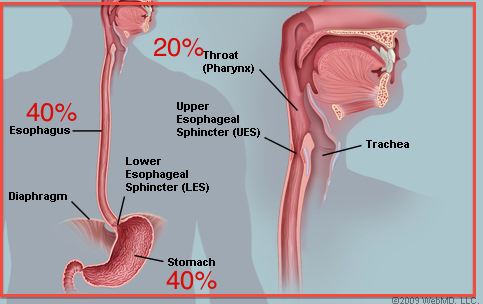 20%
Throat
(Pharynx)
40%
Esophagus
Upper
Esophageal
Sphincter (UES)
Trachea
Lower
Esophageal
Sphincter (LES)
Diaphragm
Stomach
40%
©2009 WebMD, LLC.